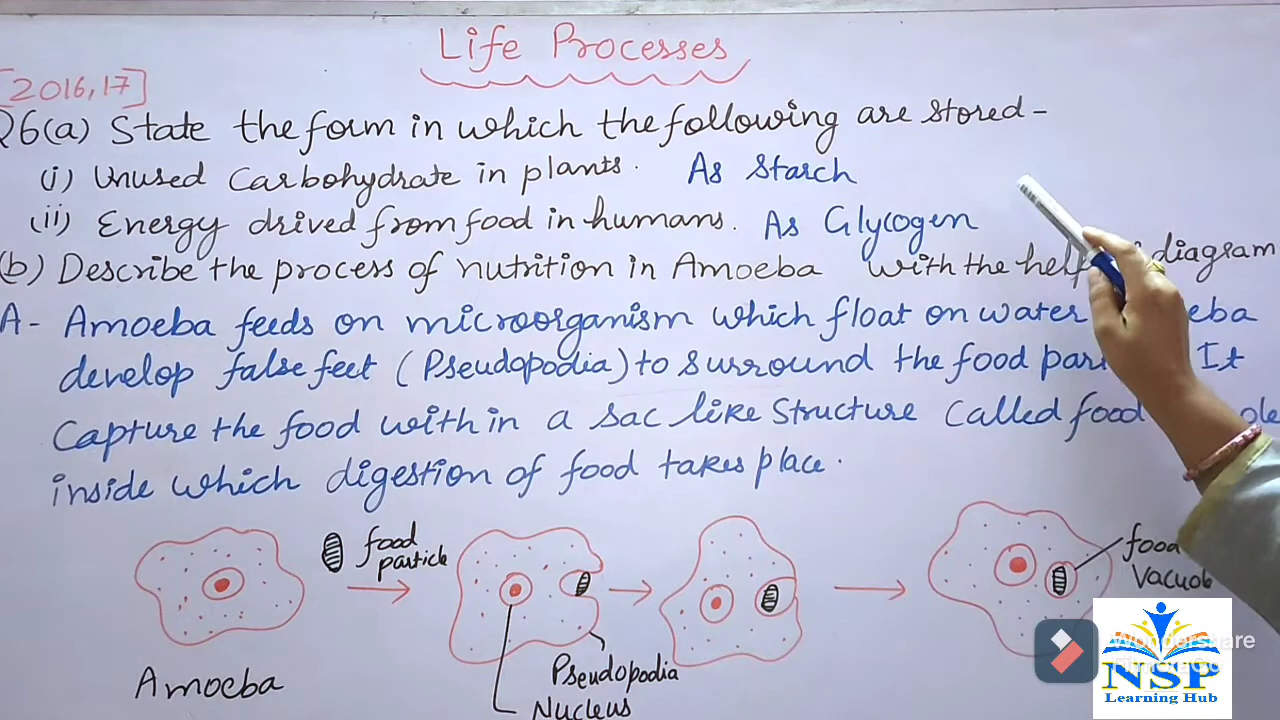 Life Processes
[2016,17]
Q6(a) State the form in which the following are stored-
(i) Unused Carbohydrate in plants. As Starch
(ii) Energy drived from food in humans. As Glycogen
(b) Describe the process of nutrition in Amoeba with the diagram
A- Amoeba feeds on microorganism which float on water
develop false feet (Pseudopodia) to surround the food It
Capture the food with in a sac like Structure Called food
inside which digestion of food takes place.
food
particle
food
Vacuole
Pseudopodia
Amoeba
Nucleus
Wondershare
Filmora
NSP
Learning Hub